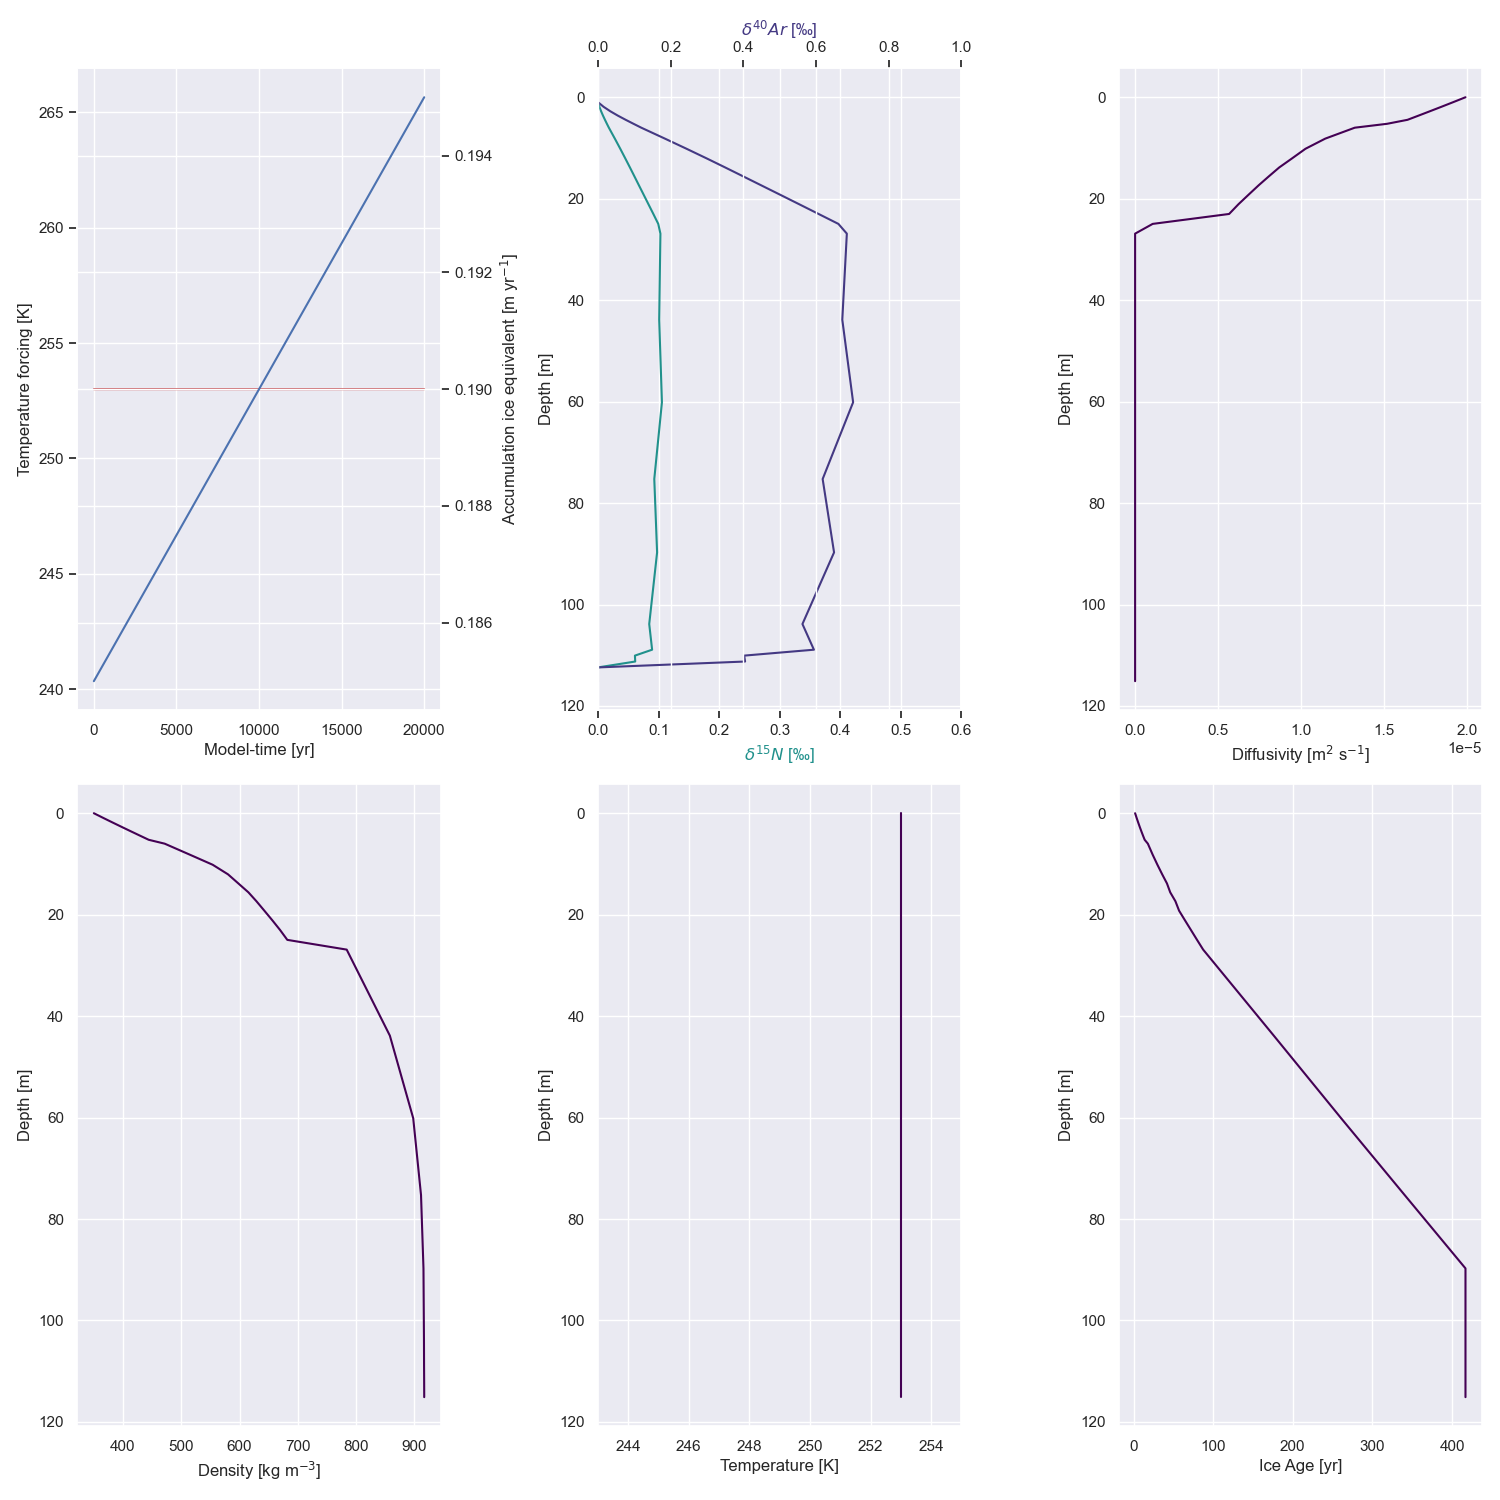 265
260
255
250
245
240
Temperature forcing [K]
0.194
0.192
0.190
0.188
0.186
Accumulation ice equivalent [m yr⁻¹]
0 5000 10000 15000 20000
Model-time [yr]
δ⁴⁰Ar [‰]
0.0 0.2 0.4 0.6 0.8 1.0
0
20
40
60
80
100
120
Depth [m]
0.0 0.1 0.2 0.3 0.4 0.5 0.6
δ¹⁵N [‰]
0
20
40
60
80
100
120
Depth [m]
0.0 0.5 1.0 1.5 2.0
1e−5
Diffusivity [m² s⁻¹]
0
20
40
60
80
100
120
Depth [m]
400 500 600 700 800 900
Density [kg m⁻³]
0
20
40
60
80
100
120
Depth [m]
244 246 248 250 252 254
Temperature [K]
0
20
40
60
80
100
120
Depth [m]
0 100 200 300 400
Ice Age [yr]